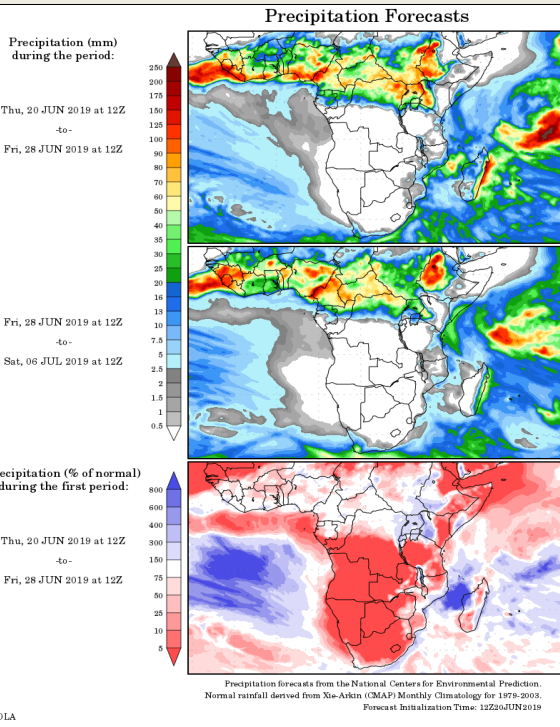 Precipitation Forecasts
Precipitation (mm)
during the period:
Thu, 20 JUN 2019 at 12Z
-to-
Fri, 28 JUN 2019 at 12Z
250
200
175
150
125
100
90
80
70
60
50
40
35
30
25
20
16
13
10
7.5
5
2.5
2
1.5
1
0.5
Fri, 28 JUN 2019 at 12Z
-to-
Sat, 06 JUL 2019 at 12Z
ecipitation (% of normal)
during the first period:
Thu, 20 JUN 2019 at 12Z
-to-
Fri, 28 JUN 2019 at 12Z
800
600
400
300
150
75
50
25
10
5
Precipitation forecasts from the National Centers for Environmental Prediction.
Normal rainfall derived from Xie-Arkin (CMAP) Monthly Climatology for 1979-2003.
Forecast Initialization Time: 12Z20JUN2019
OLA